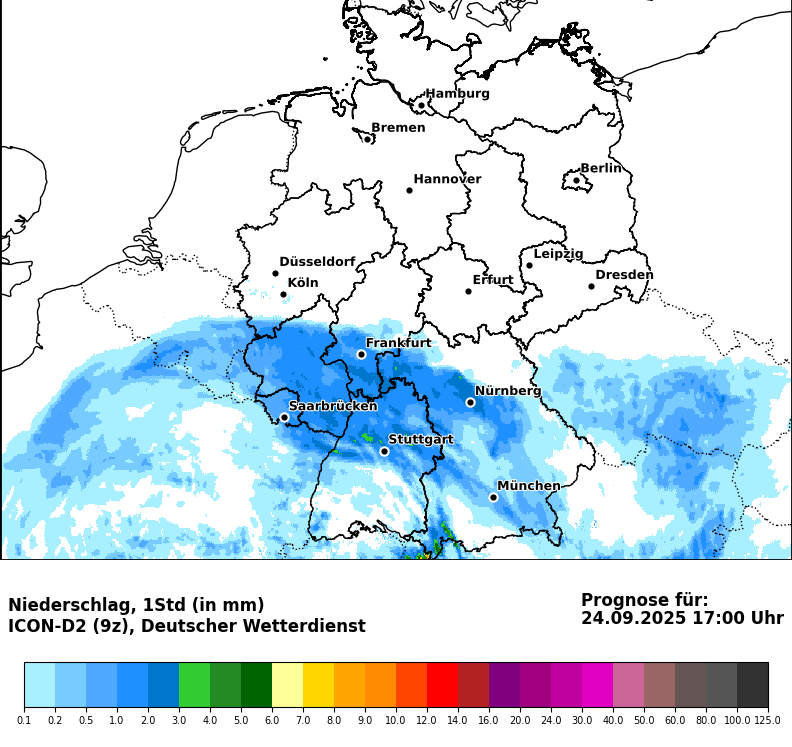 Hamburg
Bremen
Berlin
Hannover
Leipzig
Düsseldorf
Dresden
Köln
Erfurt
Frankfurt
Nürnberg
Saarbrücken
Stuttgart
München
Niederschlag, 1Std (in mm)
ICON-D2 (9z), Deutscher Wetterdienst
Prognose für:
24.09.2025 17:00 Uhr
0.1 0.2 0.5 1.0 2.0 3.0 4.0 5.0 6.0 7.0 8.0 9.0 10.0 12.0 14.0 16.0 20.0 24.0 30.0 40.0 50.0 60.0 80.0 100.0 125.0